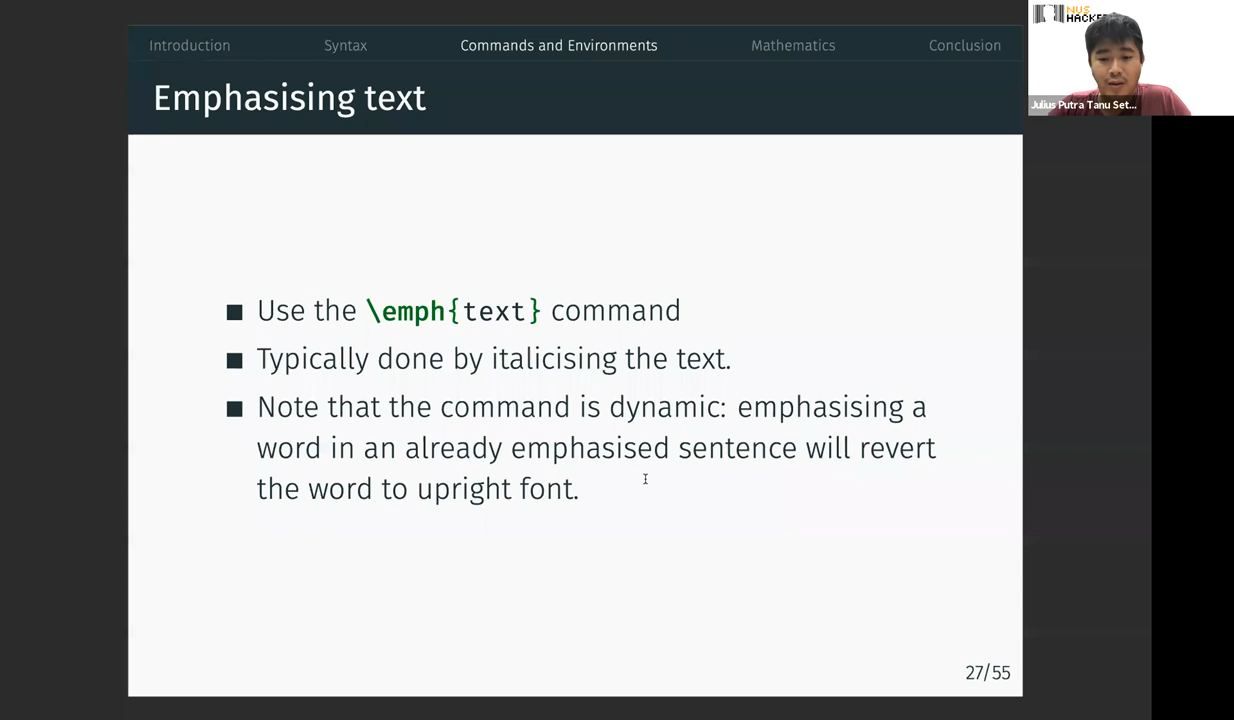 Introduction Syntax Commands and Environments Mathematics Conclusion
Emphasising text
■ Use the \emph{text} command
■ Typically done by italicising the text.
■ Note that the command is dynamic: emphasising a
word in an already emphasised sentence will revert
the word to upright font.
27/55
NUS
Julius Putra Tanu Set...